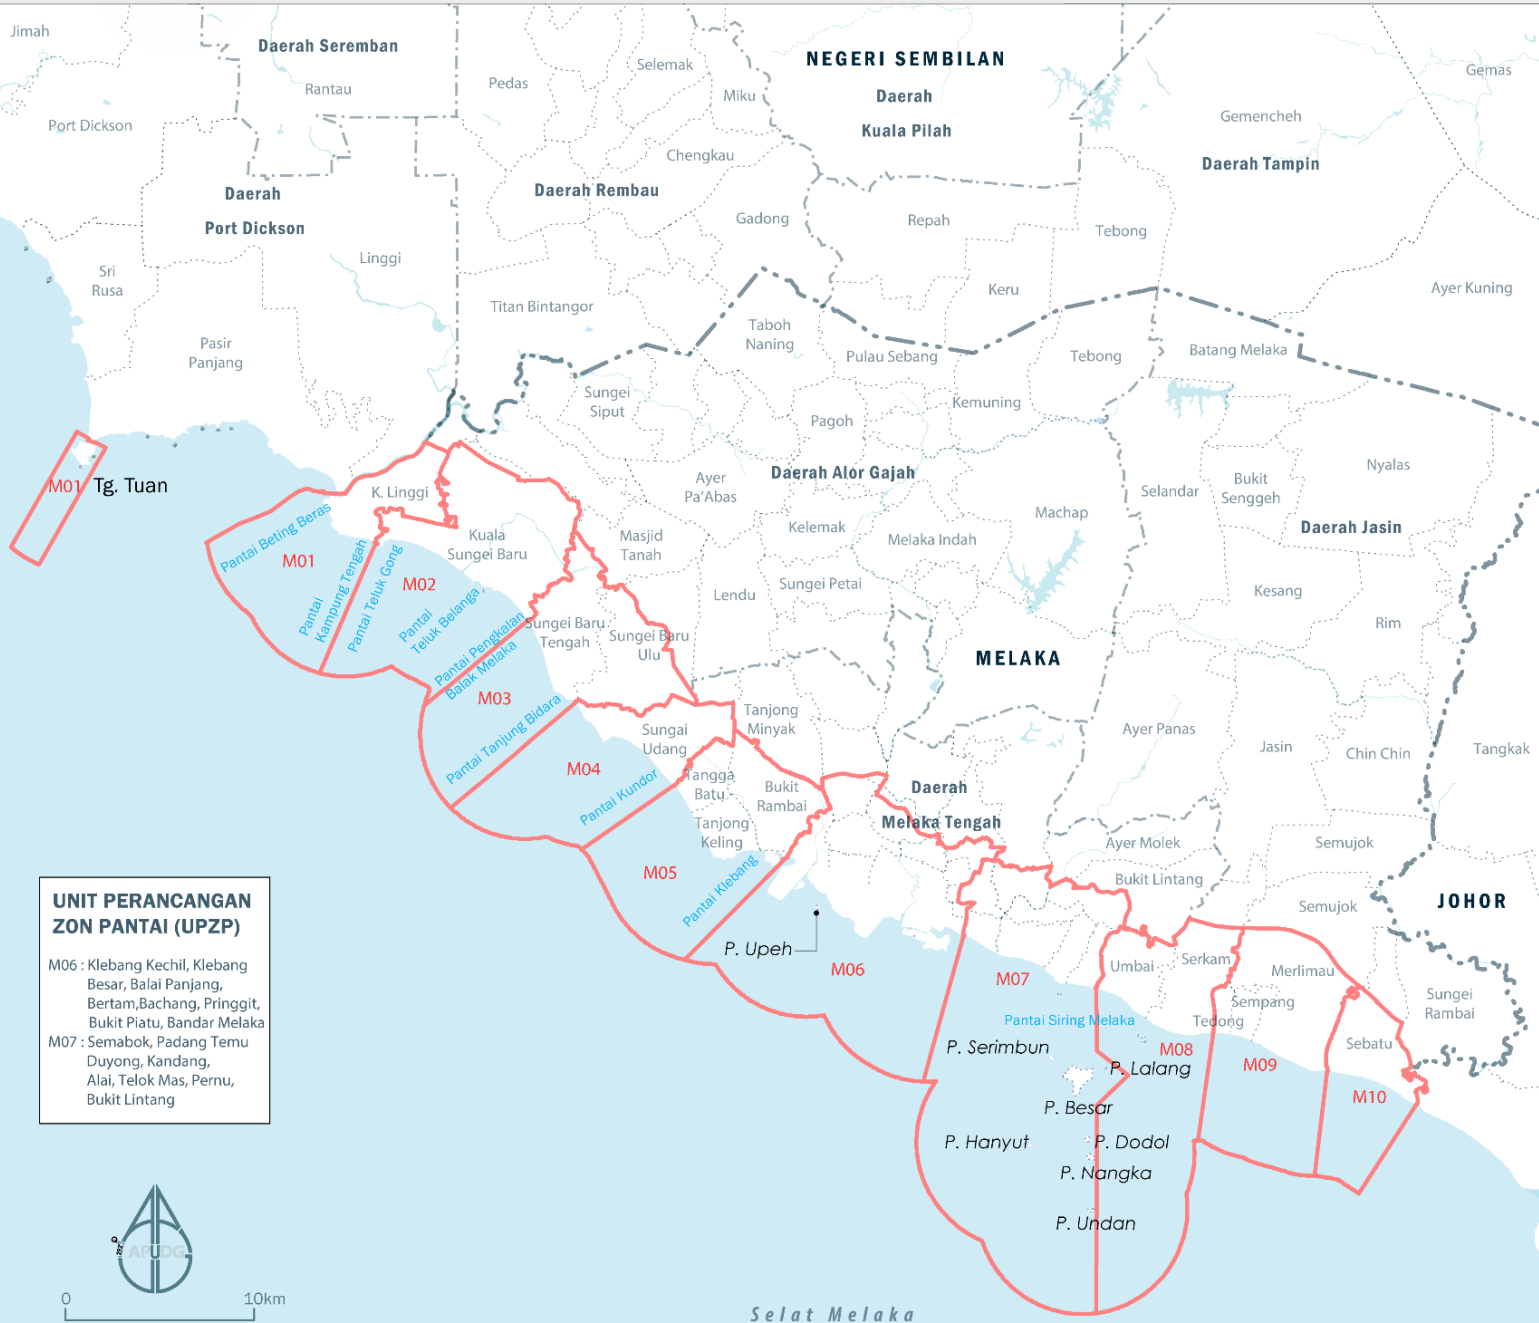 Jimah
Daerah Seremban
Rantau
Port Dickson
Pedas
Selemak
Miku
NEGERI SEMBILAN
Daerah
Kuala Pilah
Gemas
Gemencheh
Daerah Tampin
Chengkau
Daerah Rembau
Daerah
Port Dickson
Gadong
Repah
Tebong
Linggi
Sri
Rusa
Titan Bintangor
Keru
Ayer Kuning
Pasir
Panjang
Taboh
Naning
Pulau Sebang
Tebong
Batang Melaka
Sungei
Siput
Kemuning
Pagoh
Nyalas
Daerah Alor Gajah
Ayer
Pa'Abas
Bukit
Senggeh
Selandar
M01
Tg. Tuan
K. Linggi
Machap
Kelemak
Daerah Jasin
Pantai Beting Beras
Kuala
Sungei Baru
Masjid
Tanah
Melaka Indah
M01
Pantai
Kampung Tengah
Pantai Teluk Gong
M02
Pantai
Teluk Belanga
Lendu
Sungei Petai
Kesang
Rim
Sungei Baru
Tengah
Sungei Baru
Ulu
Pantai Pengkalan
Balak Melaka
MELAKA
M03
Pantai Tanjung Bidara
Tanjong
Minyak
Sungai
Udang
Ayer Panas
Jasin
Chin Chin
Tangkak
M04
Pantai Kundor
Tangga
Batu
Bukit
Rambai
Daerah
Melaka Tengah
Tanjong
Keling
Ayer Molek
Semujok
M05
Pantai Klebang
Bukit Lintang
Semujok
JOHOR
P. Upeh
M06
M07
Umbai
Serkam
Merlimau
Sempang
Tedong
Sungei
Rambai
Pantai Siring Melaka
Sebatu
P. Serimbun
M08
P. Lalang
M09
M10
P. Besar
P. Hanyut
P. Dodol
P. Nangka
P. Undan
UNIT PERANCANGAN
ZON PANTAI (UPZP)
M06 : Klebang Kechil, Klebang
Besar, Balai Panjang,
Bertam,Bachang, Pringgit,
Bukit Piatu, Bandar Melaka
M07 : Semabok, Padang Temu
Duyong, Kandang,
Alai, Telok Mas, Pernu,
Bukit Lintang
APUDG
0 10km
Selat Melaka